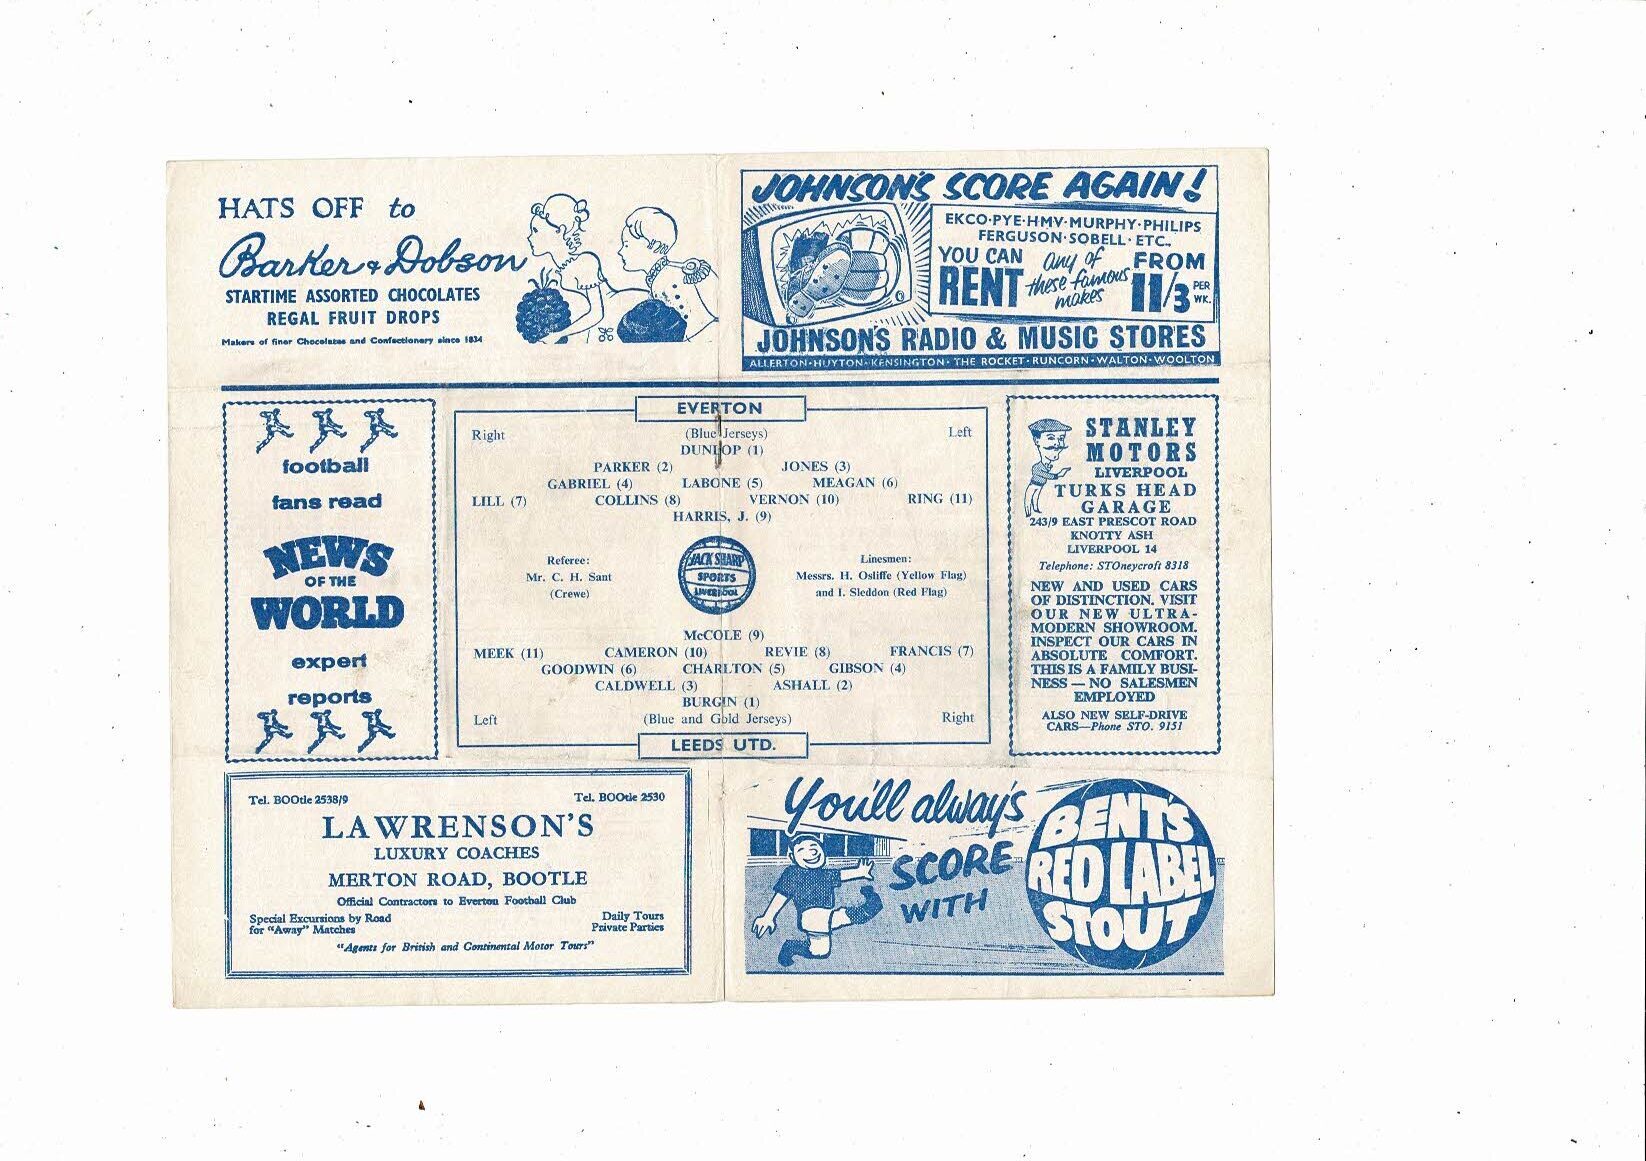 HATS OFF to
Barker & Dobson
STARTIME ASSORTED CHOCOLATES
REGAL FRUIT DROPS
Makers of finer Chocolates and Confectionery since 1834
JOHNSON'S SCORE AGAIN!
EKCO·PYE·HMV·MURPHY·PHILIPS
FERGUSON·SOBELL·ETC.,
YOU CAN RENT any of these famous makes FROM 11/3 PER WK.
JOHNSON'S RADIO & MUSIC STORES
ALLERTON·HUYTON·KENSINGTON·THE ROCKET·RUNCORN·WALTON·WOOLTON
football
fans read
NEWS
OF THE
WORLD
expert
reports
EVERTON
Right (Blue Jerseys) Left
DUNLOP (1)
PARKER (2) JONES (3)
GABRIEL (4) LABONE (5) MEAGAN (6)
LILL (7) COLLINS (8) VERNON (10) RING (11)
HARRIS, J. (9)
Referee:
Mr. C. H. Sant
(Crewe)
JACK SHARP
SPORTS
LIVERPOOL
Linesmen:
Messrs. H. Osliffe (Yellow Flag)
and I. Sleddon (Red Flag)
McCOLE (9)
MEEK (11) CAMERON (10) REVIE (8) FRANCIS (7)
GOODWIN (6) CHARLTON (5) GIBSON (4)
CALDWELL (3) ASHALL (2)
BURGIN (1)
Left (Blue and Gold Jerseys) Right
LEEDS UTD.
STANLEY
MOTORS
LIVERPOOL
TURKS HEAD
GARAGE
243/9 EAST PRESCOT ROAD
KNOTTY ASH
LIVERPOOL 14
Telephone: STOneycroft 8318
NEW AND USED CARS
OF DISTINCTION. VISIT
OUR NEW ULTRA-
MODERN SHOWROOM.
INSPECT OUR CARS IN
ABSOLUTE COMFORT.
THIS IS A FAMILY BUSI-
NESS — NO SALESMEN
EMPLOYED
ALSO NEW SELF-DRIVE
CARS—Phone STO. 9151
Tel. BOOtle 2538/9 Tel. BOOtle 2530
LAWRENSON'S
LUXURY COACHES
MERTON ROAD, BOOTLE
Official Contractors to Everton Football Club
Special Excursions by Road
for "Away" Matches
Daily Tours
Private Parties
"Agents for British and Continental Motor Tours"
You'll always
SCORE
WITH
BENT'S
RED LABEL
STOUT